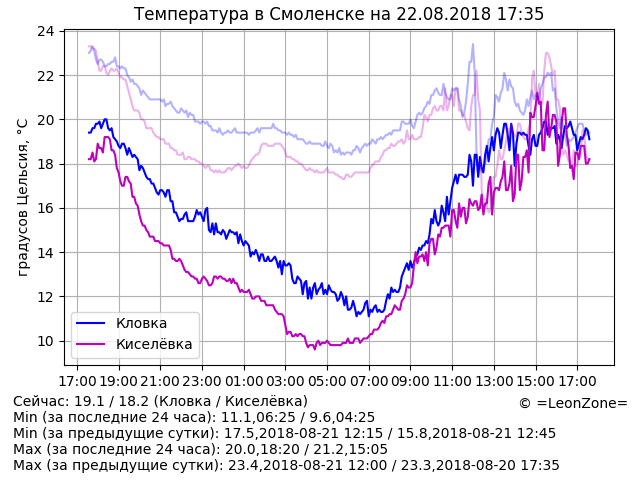 Температура в Смоленске на 22.08.2018 17:35
градусов Цельсия, °C
24
22
20
18
16
14
12
10
Кловка
Киселёвка
17:00 19:00 21:00 23:00 01:00 03:00 05:00 07:00 09:00 11:00 13:00 15:00 17:00
Сейчас: 19.1 / 18.2 (Кловка / Киселёвка)
© =LeonZone=
Min (за последние 24 часа): 11.1,06:25 / 9.6,04:25
Min (за предыдущие сутки): 17.5,2018-08-21 12:15 / 15.8,2018-08-21 12:45
Max (за последние 24 часа): 20.0,18:20 / 21.2,15:05
Max (за предыдущие сутки): 23.4,2018-08-21 12:00 / 23.3,2018-08-20 17:35